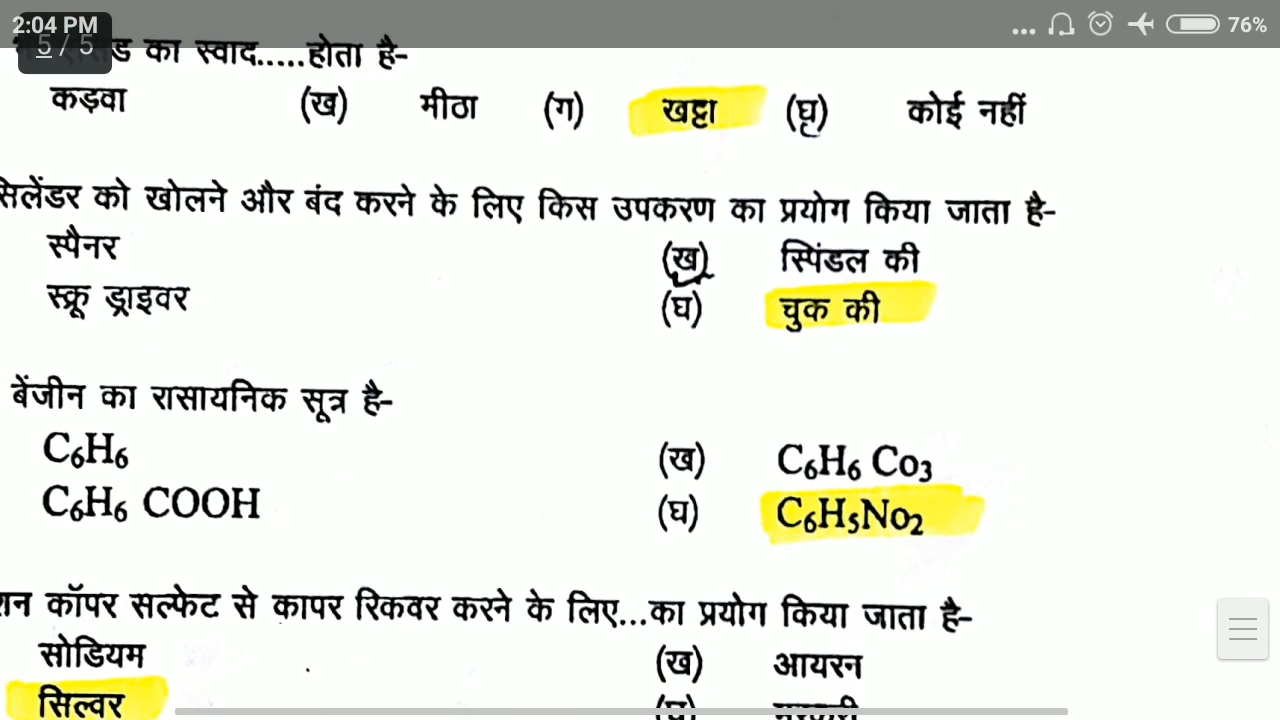 2:04 PM
76%
5 / 5
का स्वाद.....होता है-
कड़वा (ख) मीठा (ग) खट्टा (घ) कोई नहीं
सिलेंडर को खोलने और बंद करने के लिए किस उपकरण का प्रयोग किया जाता है-
स्पैनर (ख) स्पिंडल की
स्क्रू ड्राइवर (घ) चुक की
बेंजीन का रासायनिक सूत्र है-
C₆H₆ (ख) C₆H₆ Co₃
C₆H₆ COOH (घ) C₆H₅No₂
कॉपर सल्फेट से कापर रिकवर करने के लिए...का प्रयोग किया जाता है-
सोडियम (ख) आयरन
सिल्वर (घ) मरकरी